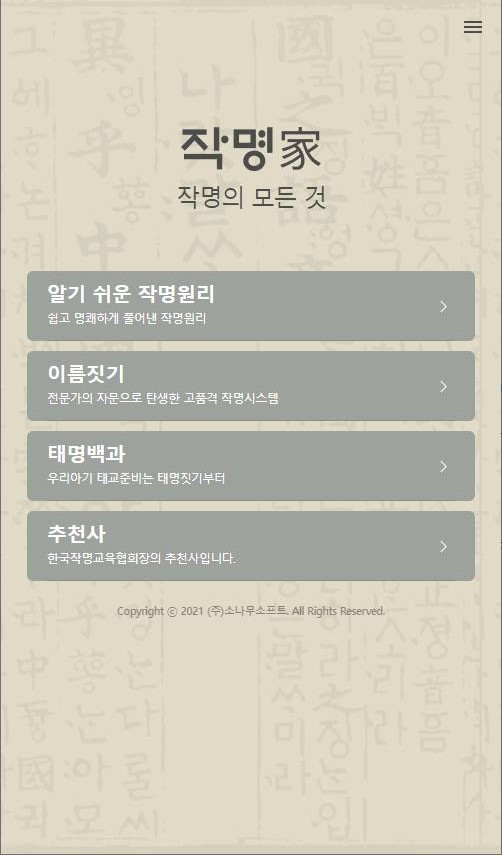 작명家
작명의 모든 것
알기 쉬운 작명원리
쉽고 명쾌하게 풀어낸 작명원리
이름짓기
전문가의 자문으로 탄생한 고품격 작명시스템
태명백과
우리아기 태교준비는 태명짓기부터
추천사
한국작명교육협회장의 추천사입니다.
Copyright ⓒ 2021 (주)소나우소프트. All Rights Reserved.